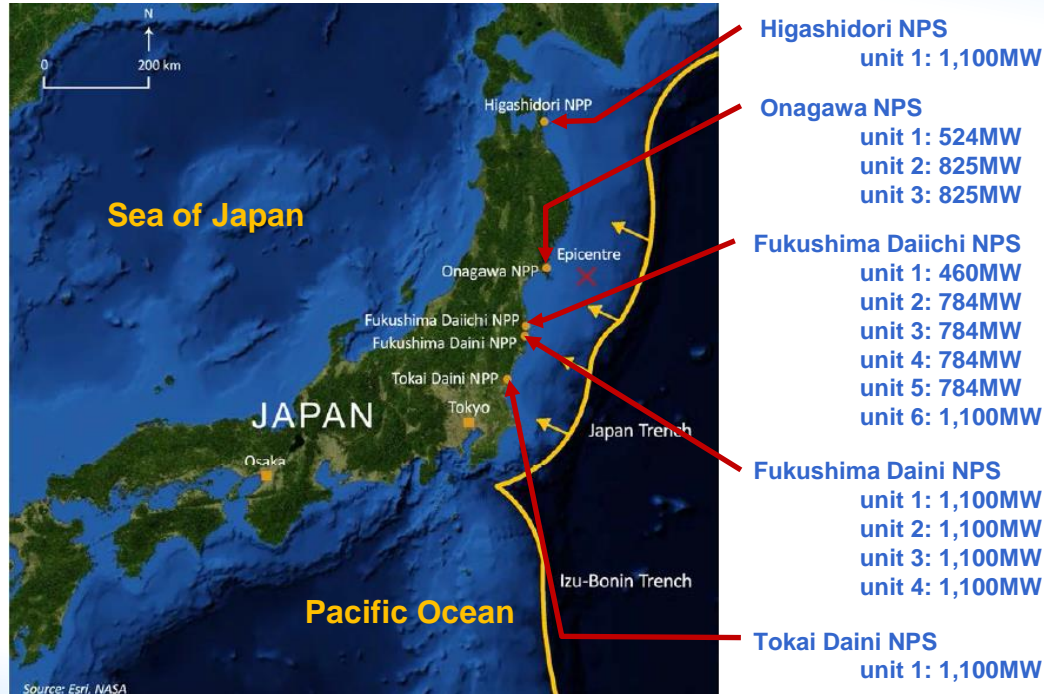 N
0
200 km
Higashidori NPP
Sea of Japan
Epicentre
Onagawa NPP
Fukushima Daiichi NPP
Fukushima Daini NPP
Tokai Daini NPP
JAPAN
Tokyo
Japan Trench
Osaka
Izu-Bonin Trench
Pacific Ocean
Source: Esri, NASA
Higashidori NPS
unit 1: 1,100MW
Onagawa NPS
unit 1: 524MW
unit 2: 825MW
unit 3: 825MW
Fukushima Daiichi NPS
unit 1: 460MW
unit 2: 784MW
unit 3: 784MW
unit 4: 784MW
unit 5: 784MW
unit 6: 1,100MW
Fukushima Daini NPS
unit 1: 1,100MW
unit 2: 1,100MW
unit 3: 1,100MW
unit 4: 1,100MW
Tokai Daini NPS
unit 1: 1,100MW